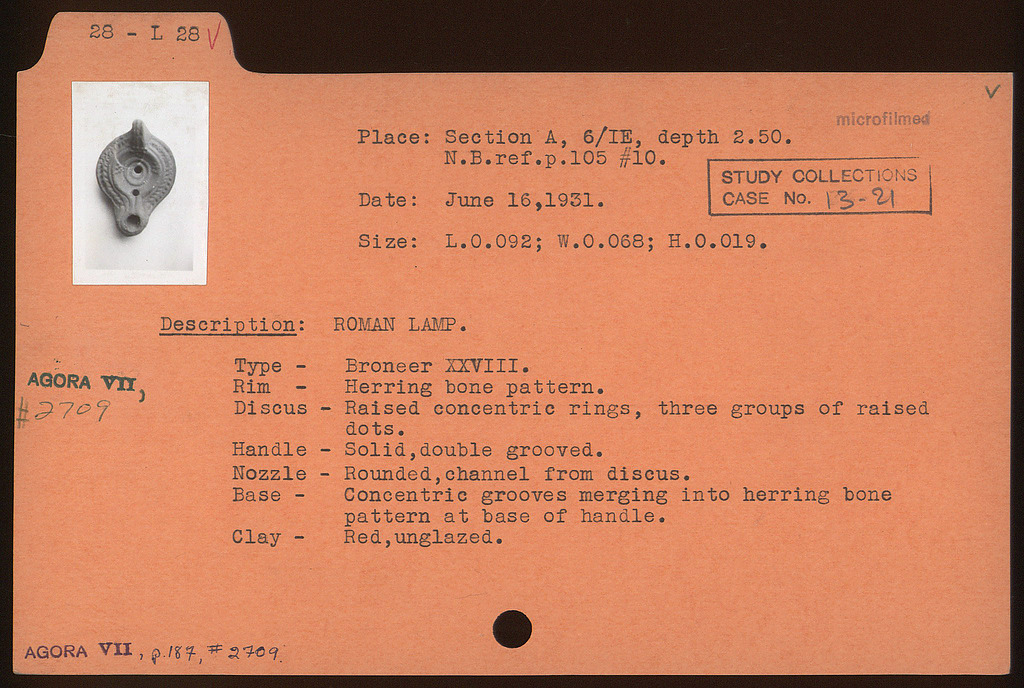 28 - L 28 V
V
microfilmed
Place: Section A, 6/IE, depth 2.50.
N.B.ref.p.105 #10.
STUDY COLLECTIONS
CASE No. 13-21
Date: June 16,1931.
Size: L.0.092; W.0.068; H.0.019.
Description: ROMAN LAMP.
Type - Broneer XXVIII.
Rim - Herring bone pattern.
Discus - Raised concentric rings, three groups of raised
dots.
Handle - Solid,double grooved.
Nozzle - Rounded,channel from discus.
Base - Concentric grooves merging into herring bone
pattern at base of handle.
Clay - Red,unglazed.
AGORA VII,
#2709
AGORA VII, p.187, #2709.